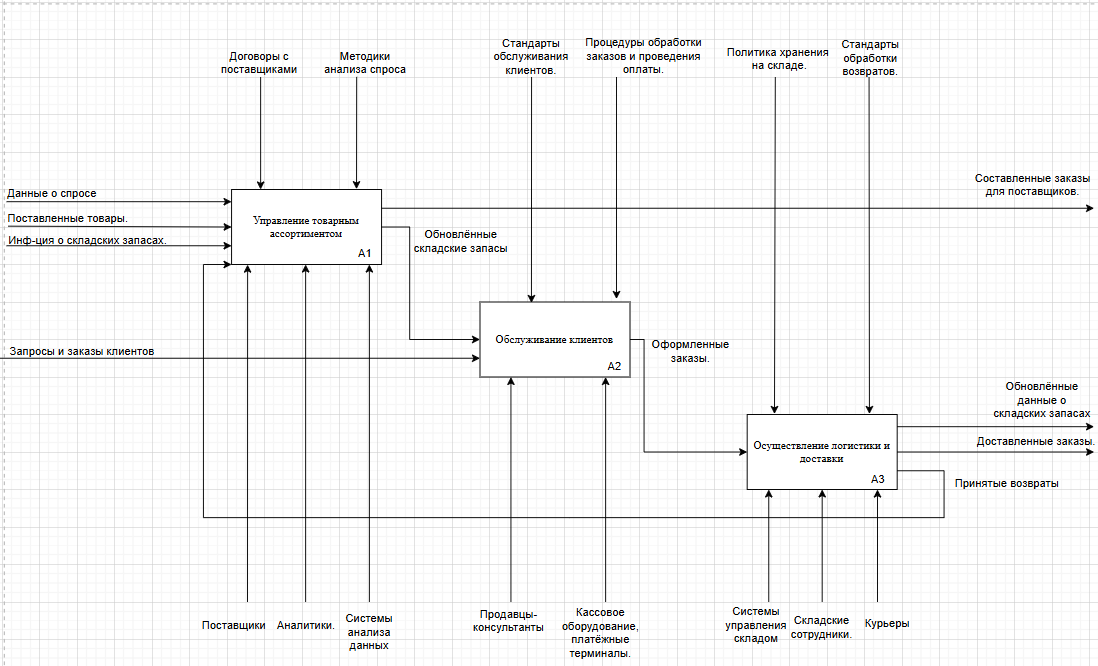 Договоры с
поставщиками
Методики
анализа спроса
Стандарты
обслуживания
клиентов.
Процедуры обработки
заказов и проведения
оплаты.
Политика хранения
на складе.
Стандарты
обработки
возвратов.
Данные о спросе
Поставленные товары.
Инф-ция о складских запасах.
Управление товарным
ассортиментом
A1
Составленные заказы
для поставщиков.
Обновлённые
складские запасы
Запросы и заказы клиентов
Обслуживание клиентов
A2
Оформленные
заказы.
Осуществление логистики и
доставки
A3
Обновлённые
данные о
складских запасах
Доставленные заказы.
Принятые возвраты
Поставщики
Аналитики.
Системы
анализа
данных
Продавцы-
консультанты
Кассовое
оборудование,
платёжные
терминалы.
Системы
управления
складом
Складские
сотрудники.
Курьеры